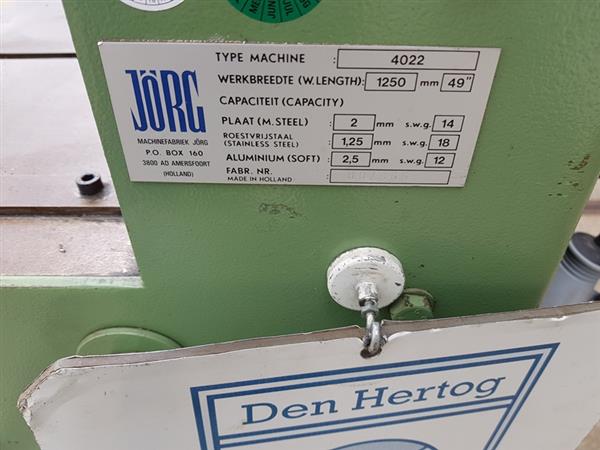 TYPE MACHINE 4022
WERKBREEDTE (W.LENGTH) 1250 mm 49"
CAPACITEIT (CAPACITY)
PLAAT (M. STEEL) 2 mm s.w.g. 14
ROESTVRIJSTAAL
(STAINLESS STEEL) 1,25 mm s.w.g. 18
ALUMINIUM (SOFT) 2,5 mm s.w.g. 12
FABR. NR.
MADE IN HOLLAND
JÖRG
MACHINEFABRIEK JÖRG
P.O. BOX 160
3800 AD AMERSFOORT
(HOLLAND)
Den Hertog